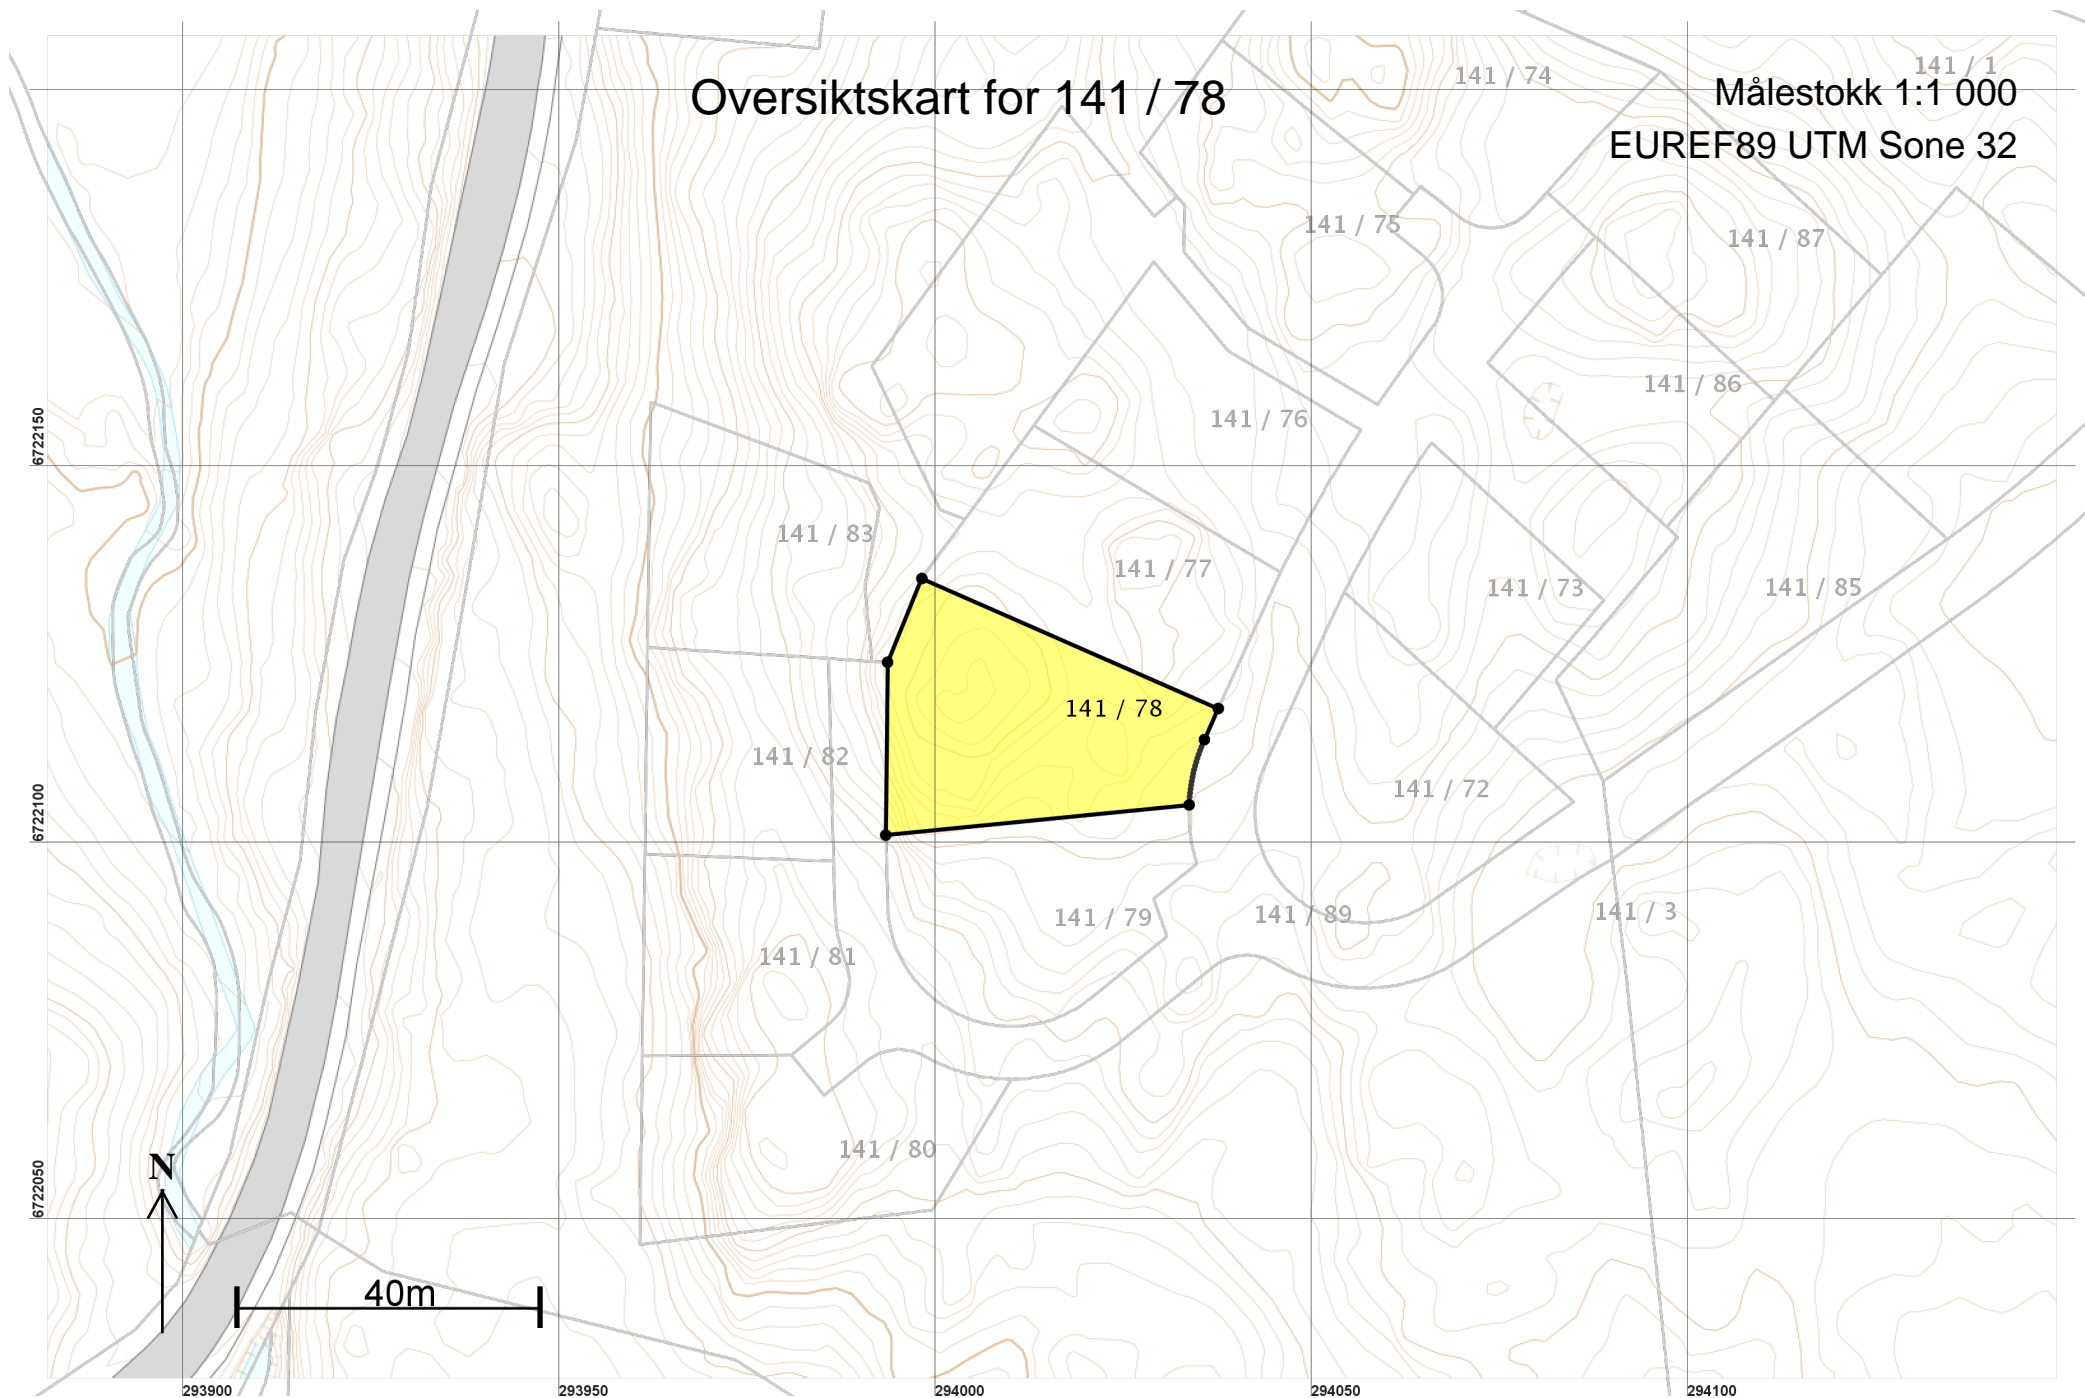 Oversiktskart for 141 / 78
Målestokk 1:1 000
EUREF89 UTM Sone 32
141 / 1
141 / 74
141 / 75
141 / 87
141 / 86
141 / 76
6722150
141 / 83
141 / 77
141 / 73
141 / 85
141 / 78
141 / 82
141 / 72
6722100
141 / 79
141 / 89
141 / 3
141 / 81
141 / 80
6722050
N
40m
293900
293950
294000
294050
294100